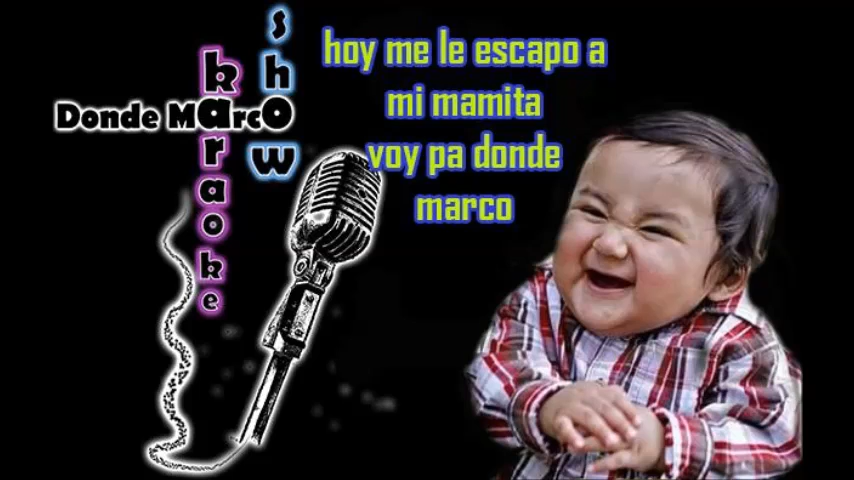 show
karaoke
Donde Marco
hoy me le escapo a
mi mamita
voy pa donde
marco